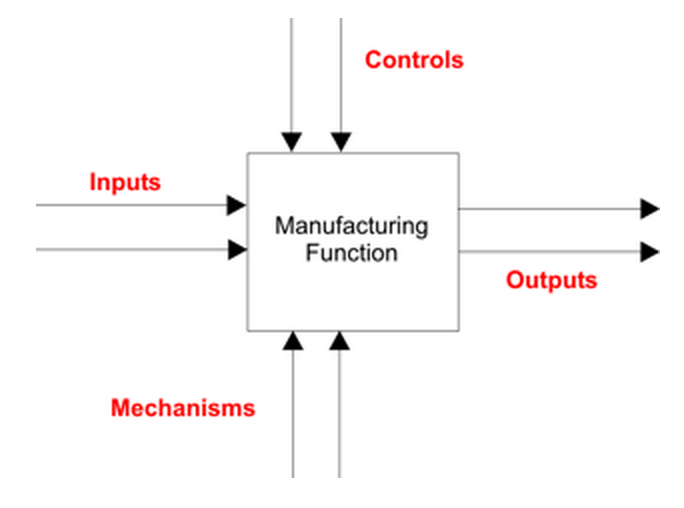 Controls
Inputs
Manufacturing
Function
Outputs
Mechanisms